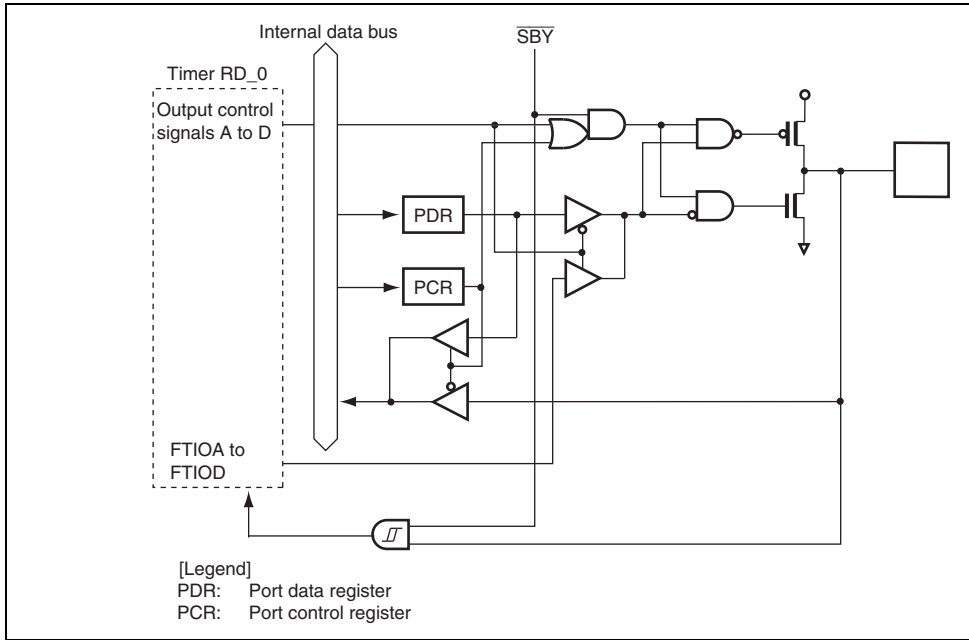 Internal data bus
SBY
Timer RD_0
Output control
signals A to D
PDR
PCR
FTIOA to
FTIOD
[Legend]
PDR: Port data register
PCR: Port control register